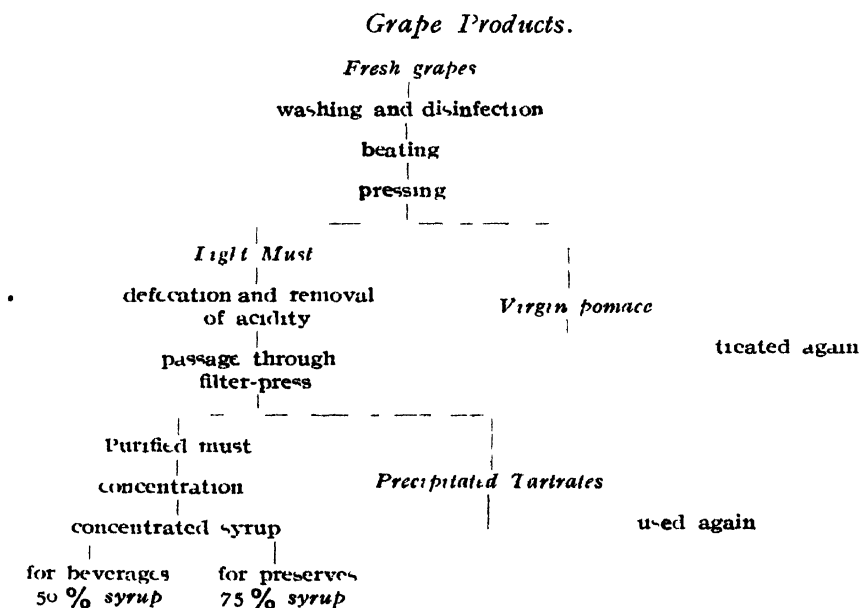 Grape Products.
Fresh grapes
washing and disinfection
beating
pressing
Light Must
defecation and removal
of acidity
passage through
filter-press
Virgin pomace
treated again
Purified must
concentration
concentrated syrup
Precipitated Tartrates
used again
for beverages
50 % syrup
for preserves
75 % syrup